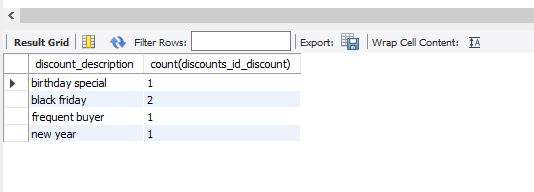 Result Grid Filter Rows: Export: Wrap Cell Content: IA
discount_description count(discounts_id_discount)
birthday special 1
black friday 2
frequent buyer 1
new year 1